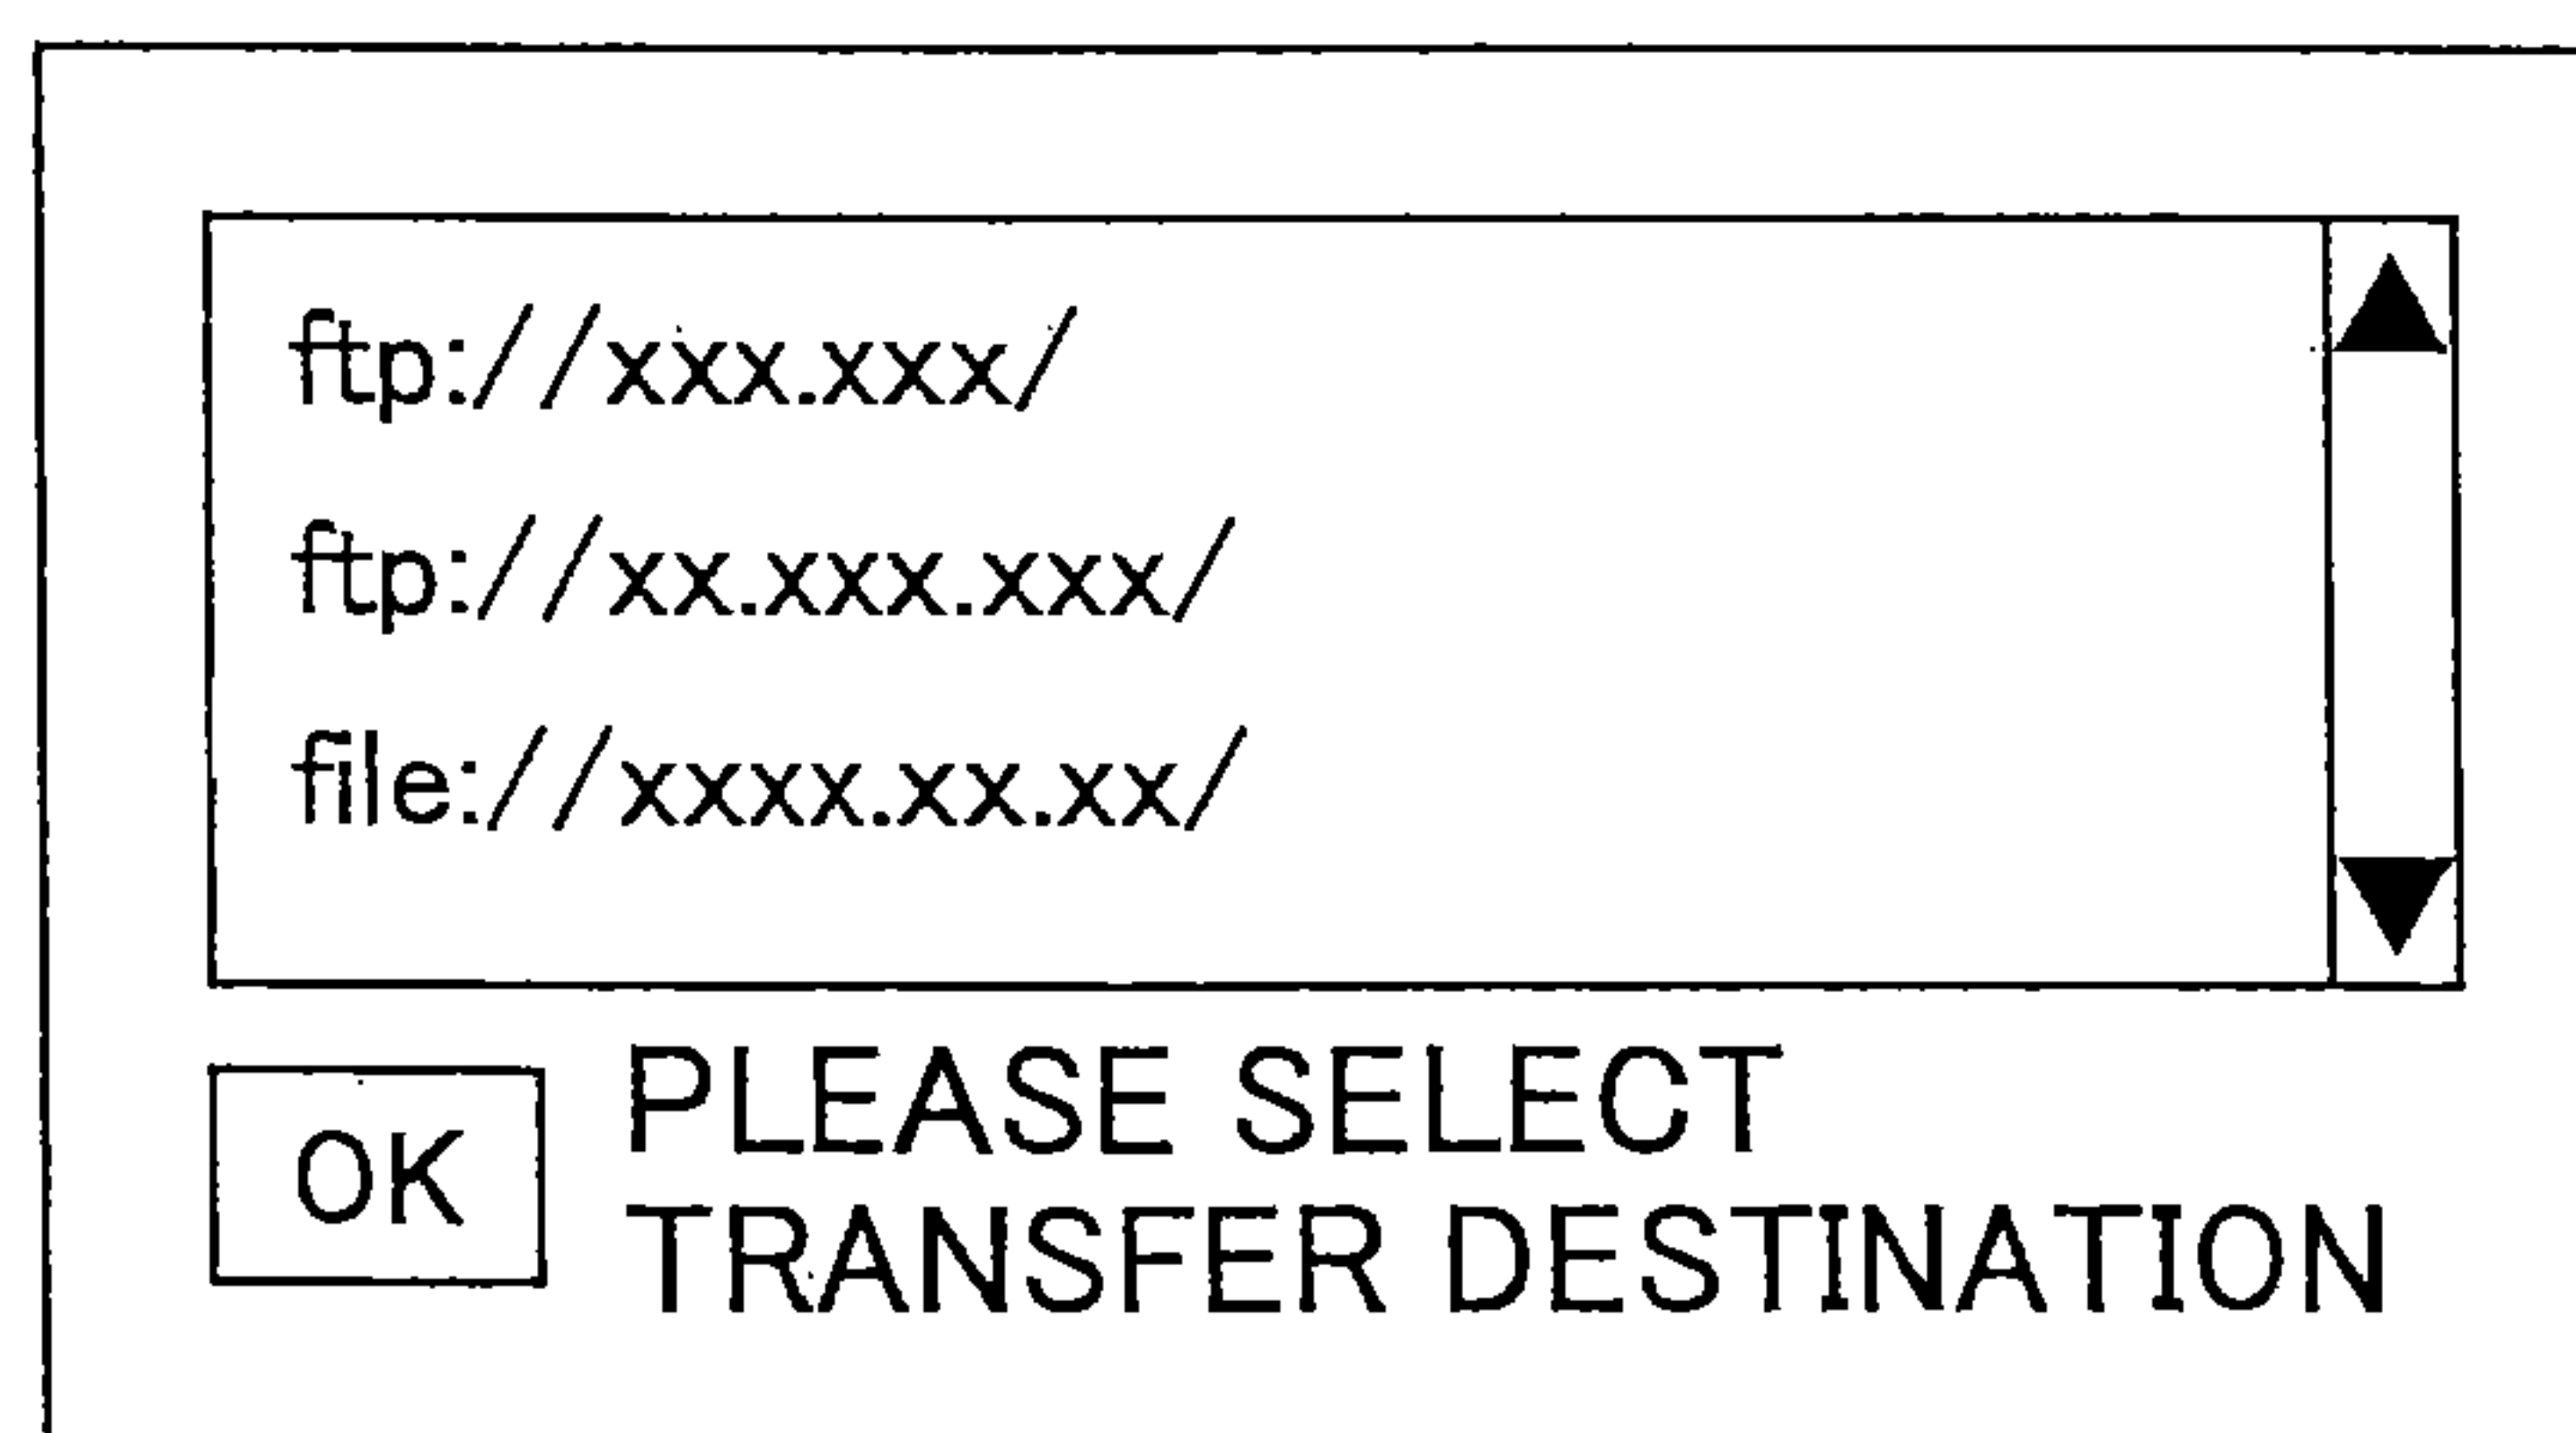 ftp://xxx.xxx/
ftp://xx.xxx.xxx/
file://xxxx.xx.xx/
OK
PLEASE SELECT
TRANSFER DESTINATION